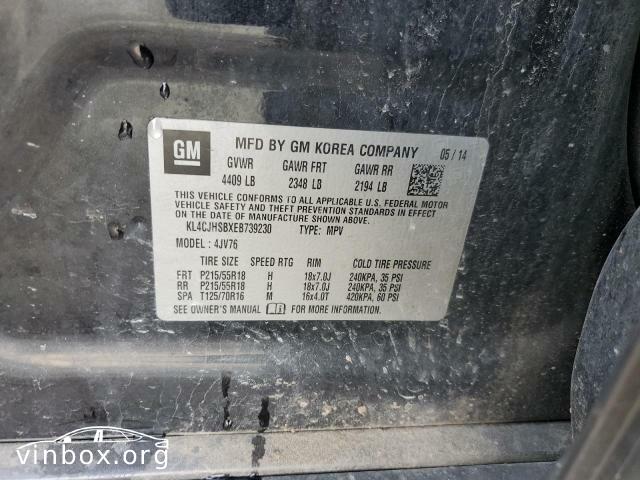 GM
MFD BY GM KOREA COMPANY 05 / 14
GVWR GAWR FRT GAWR RR
4409 LB 2348 LB 2194 LB
THIS VEHICLE CONFORMS TO ALL APPLICABLE U.S. FEDERAL MOTOR
VEHICLE SAFETY AND THEFT PREVENTION STANDARDS IN EFFECT
ON THE DATE OF MANUFACTURE SHOWN ABOVE.
KL4CJHSBXEB739230 TYPE: MPV
MODEL: 4JV76
TIRE SIZE SPEED RTG RIM COLD TIRE PRESSURE
FRT P215/55R18 H 18x7.0J 240KPA, 35 PSI
RR P215/55R18 H 18x7.0J 240KPA, 35 PSI
SPA T125/70R16 M 16x4.0T 420KPA, 60 PSI
SEE OWNER'S MANUAL FOR MORE INFORMATION.
vinbox.org